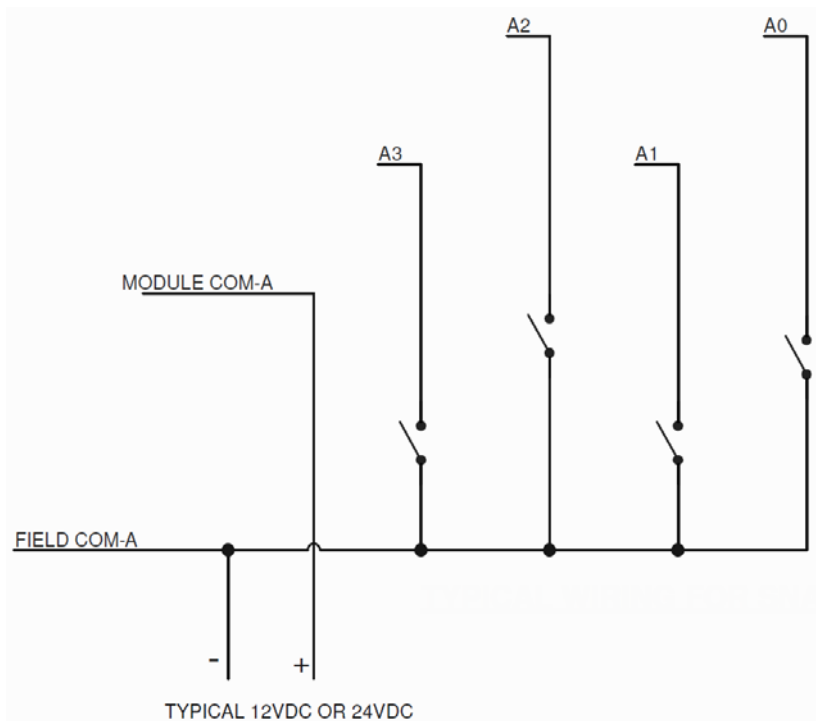 A2
A0
A3
A1
MODULE COM-A
FIELD COM-A
- +
TYPICAL 12VDC OR 24VDC